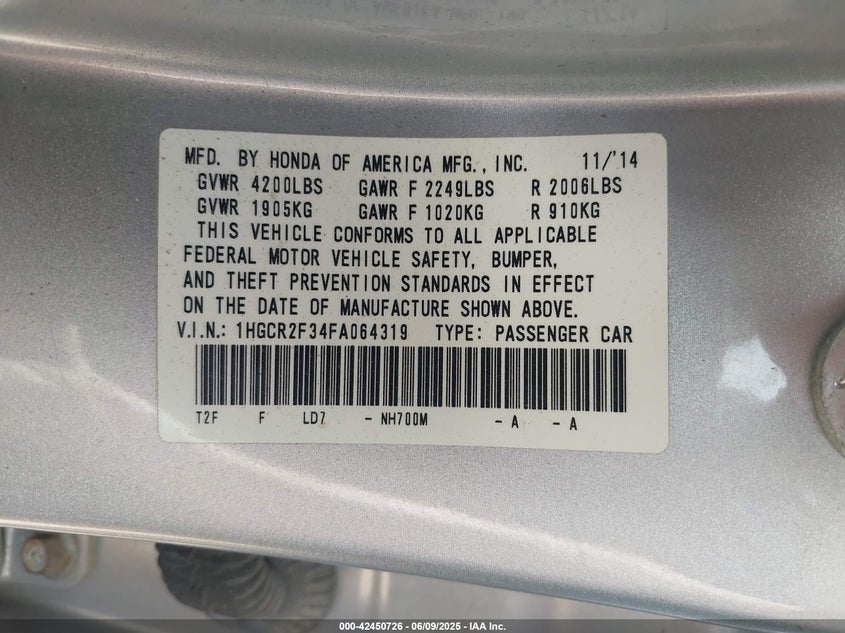 MFD. BY HONDA OF AMERICA MFG., INC. 11/'14
GVWR 4200LBS GAWR F 2249LBS R 2006LBS
GVWR 1905KG GAWR F 1020KG R 910KG
THIS VEHICLE CONFORMS TO ALL APPLICABLE
FEDERAL MOTOR VEHICLE SAFETY, BUMPER,
AND THEFT PREVENTION STANDARDS IN EFFECT
ON THE DATE OF MANUFACTURE SHOWN ABOVE.
V.I.N.: 1HGCR2F34FA064319 TYPE: PASSENGER CAR
T2F F LD7 - NH700M - A - A
000-42450726 - 06/09/2025 - IAA Inc.